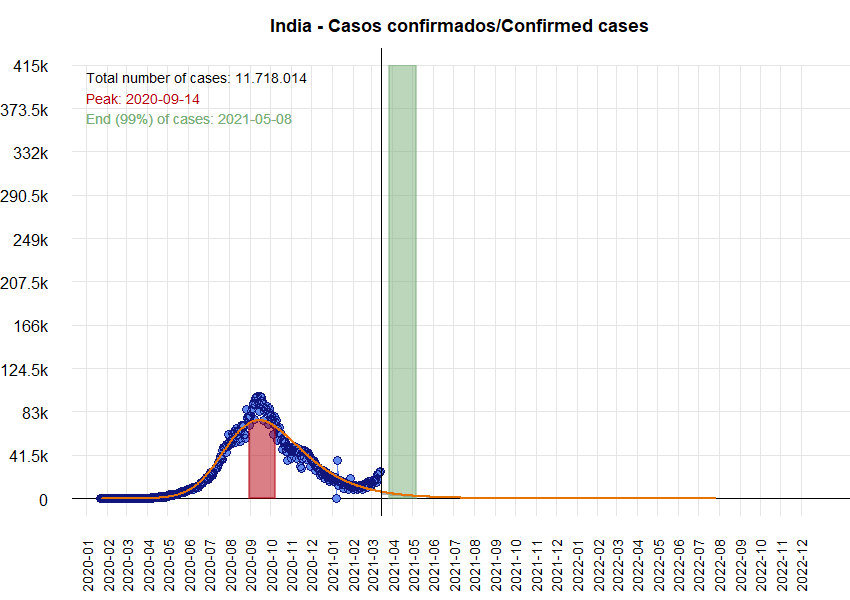 India - Casos confirmados/Confirmed cases
415k
373.5k
332k
290.5k
249k
207.5k
166k
124.5k
83k
41.5k
0
Total number of cases: 11.718.014
Peak: 2020-09-14
End (99%) of cases: 2021-05-08
2020-01
2020-02
2020-03
2020-04
2020-05
2020-06
2020-07
2020-08
2020-09
2020-10
2020-11
2020-12
2021-01
2021-02
2021-03
2021-04
2021-05
2021-06
2021-07
2021-08
2021-09
2021-10
2021-11
2021-12
2022-01
2022-02
2022-03
2022-04
2022-05
2022-06
2022-07
2022-08
2022-09
2022-10
2022-11
2022-12